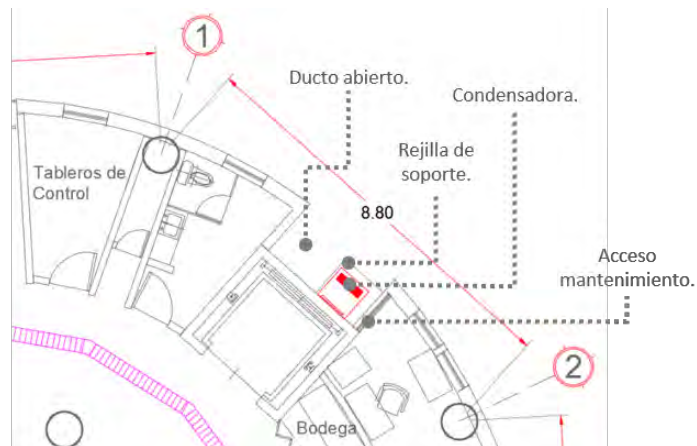 1
Ducto abierto.
Condensadora.
Rejilla de
soporte.
Tableros de
Control
8.80
Acceso
mantenimiento.
2
Bodega